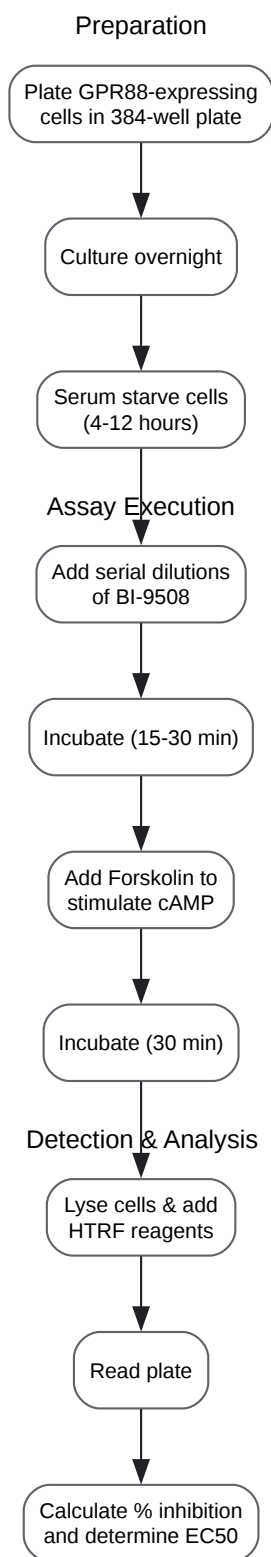 Preparation
Plate GPR88-expressing
cells in 384-well plate
Culture overnight
Serum starve cells
(4-12 hours)
Assay Execution
Add serial dilutions
of BI-9508
Incubate (15-30 min)
Add Forskolin to
stimulate cAMP
Incubate (30 min)
Detection & Analysis
Lyse cells & add
HTRF reagents
Read plate
Calculate % inhibition
and determine EC50